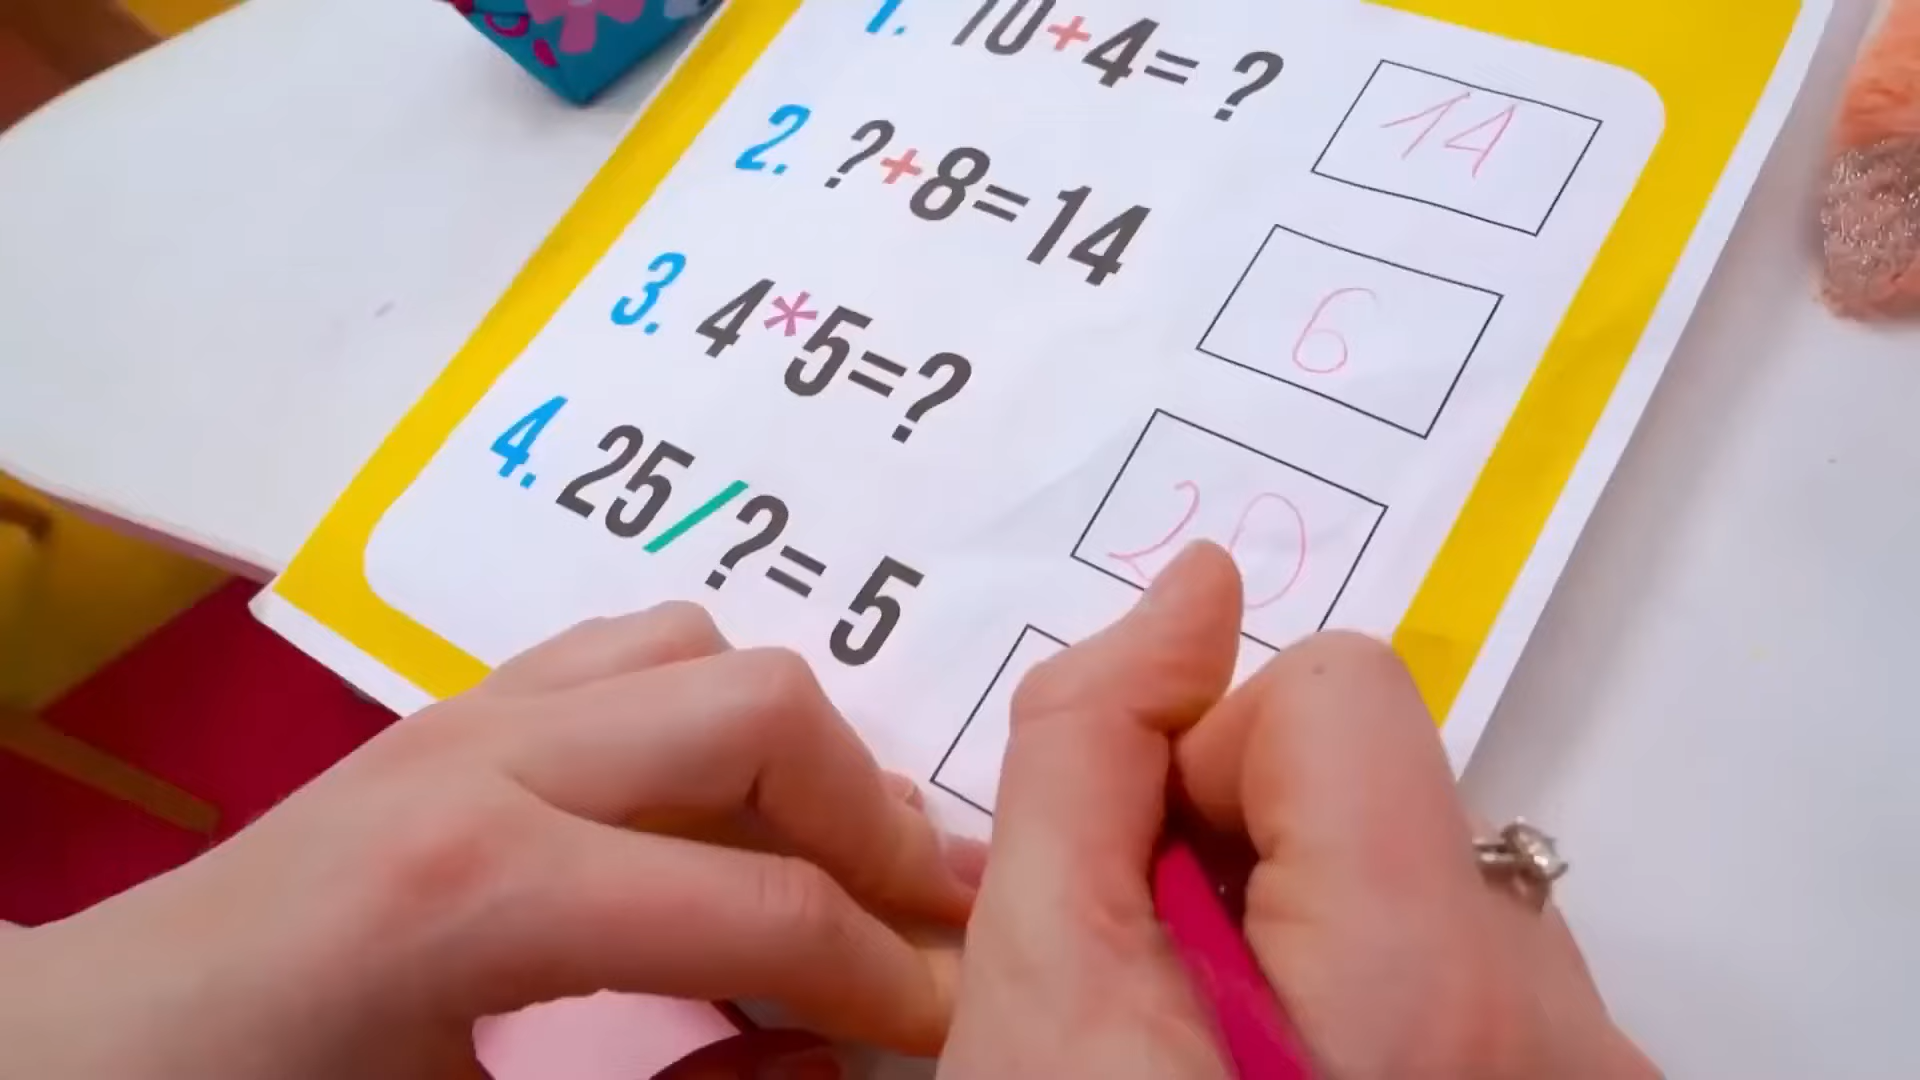 1. 10+4= ? 14
2. ?+8=14 6
3. 4*5=? 20
4. 25/?= 5